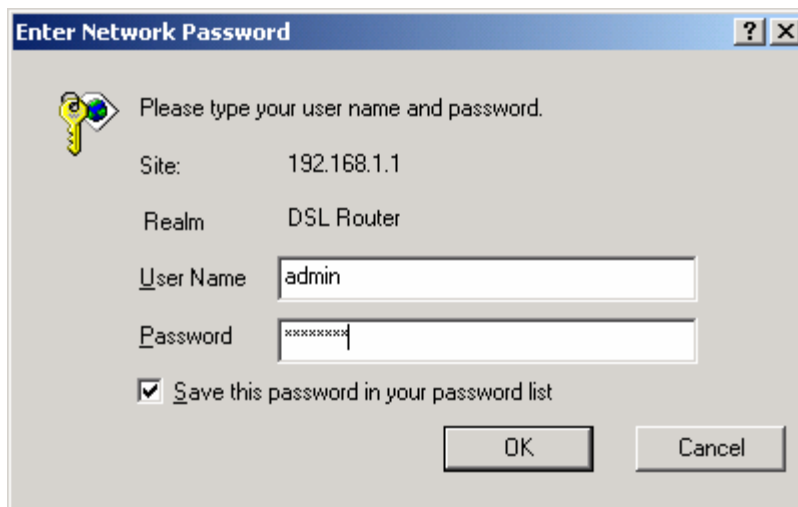 Enter Network Password
Please type your user name and password.
Site: 192.168.1.1
Realm DSL Router
User Name admin
Password xxxxxxxx
Save this password in your password list
OK Cancel